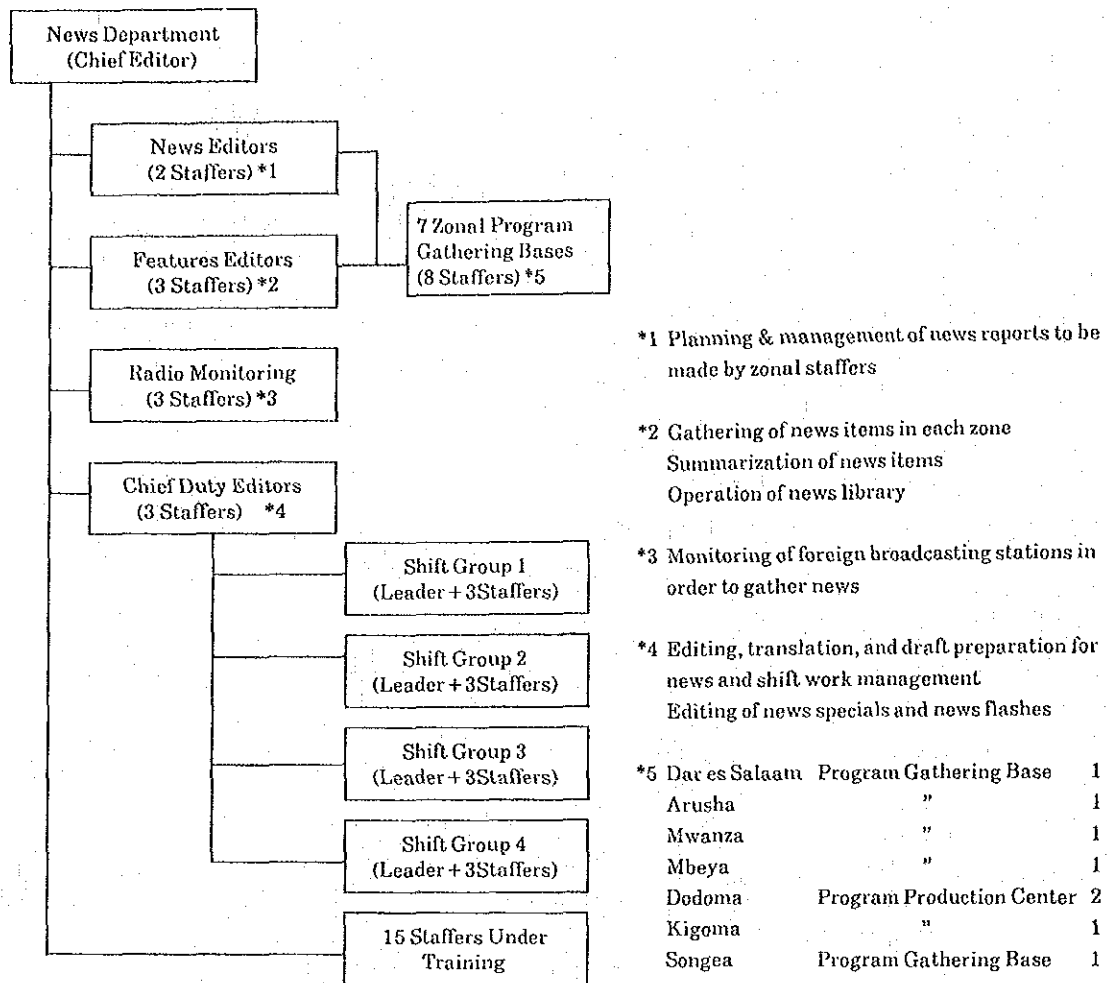 News Department
(Chief Editor)
News Editors
(2 Staffers) *1
7 Zonal Program
Gathering Bases
(8 Staffers) *5
Features Editors
(3 Staffers) *2
Radio Monitoring
(3 Staffers) *3
Chief Duty Editors
(3 Staffers) *4
Shift Group 1
(Leader + 3Staffers)
Shift Group 2
(Leader + 3Staffers)
Shift Group 3
(Leader + 3Staffers)
Shift Group 4
(Leader + 3Staffers)
15 Staffers Under
Training
*1 Planning & management of news reports to be
made by zonal staffers
*2 Gathering of news items in each zone
Summarization of news items
Operation of news library
*3 Monitoring of foreign broadcasting stations in
order to gather news
*4 Editing, translation, and draft preparation for
news and shift work management
Editing of news specials and news flashes
*5 Dar es Salaam Program Gathering Base 1
Arusha " 1
Mwanza " 1
Mbeya " 1
Dodoma Program Production Center 2
Kigoma " 1
Songea Program Gathering Base 1